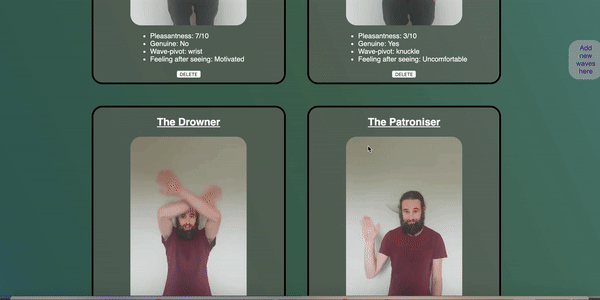 Pleasantness: 7/10
Genuine: No
Wave-pivot: wrist
Feeling after seeing: Motivated
DELETE
Pleasantness: 3/10
Genuine: Yes
Wave-pivot: knuckle
Feeling after seeing: Uncomfortable
DELETE
Add
new
waves
here
The Drowner
The Patroniser